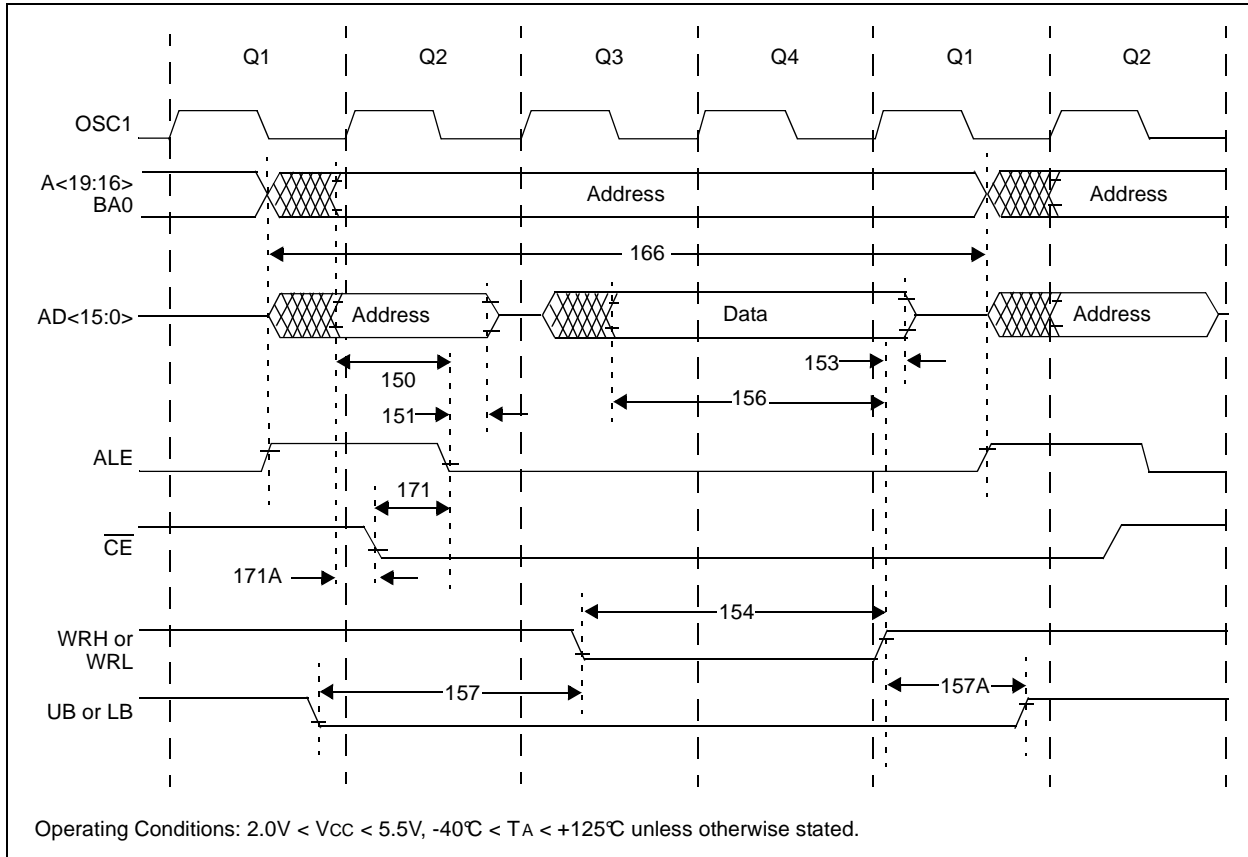 Q1 Q2 Q3 Q4 Q1 Q2
OSC1
A<19:16>
BA0
Address Address
166
AD<15:0>
Address Data Address
150
153
156
151
ALE
171
CE
171A
154
WRH or
WRL
157 157A
UB or LB
Operating Conditions: 2.0V < VCC < 5.5V, -40°C < TA < +125°C unless otherwise stated.